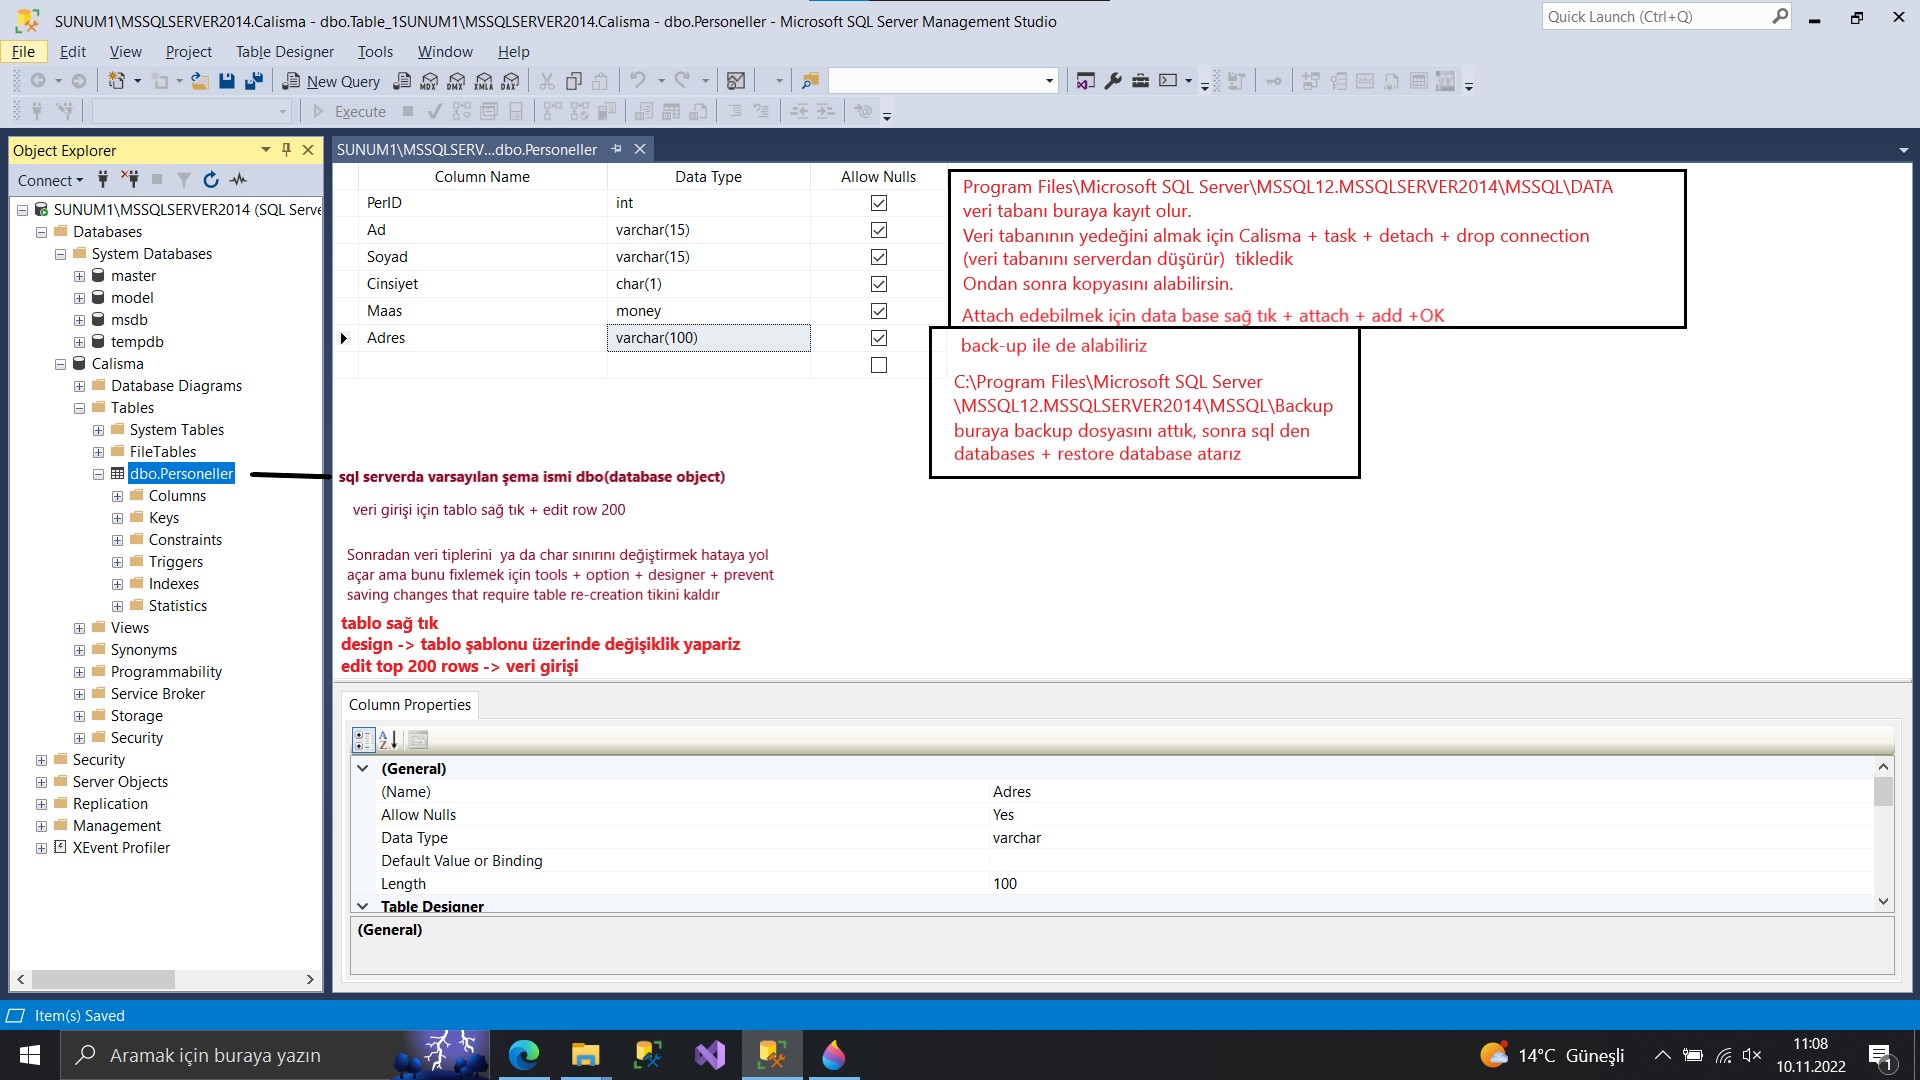 SUNUM1\MSSQLSERVER2014.Calisma - dbo.Table_1SUNUM1\MSSQLSERVER2014.Calisma - dbo.Personeller - Microsoft SQL Server Management Studio
Quick Launch (Ctrl+Q)
File Edit View Project Table Designer Tools Window Help
New Query
MDX DMX XMLA DAX
Execute
Object Explorer
Connect
SUNUM1\MSSQLSERVER2014 (SQL Serve
Databases
System Databases
master
model
msdb
tempdb
Calisma
Database Diagrams
Tables
System Tables
FileTables
dbo.Personeller
Columns
Keys
Constraints
Triggers
Indexes
Statistics
Views
Synonyms
Programmability
Service Broker
Storage
Security
Security
Server Objects
Replication
Management
XEvent Profiler
SUNUM1\MSSQLSERV...dbo.Personeller
Column Name Data Type Allow Nulls
PerID int
Ad varchar(15)
Soyad varchar(15)
Cinsiyet char(1)
Maas money
Adres varchar(100)
Program Files\Microsoft SQL Server\MSSQL12.MSSQLSERVER2014\MSSQL\DATA
veri tabanı buraya kayıt olur.
Veri tabanının yedeğini almak için Calisma + task + detach + drop connection
(veri tabanını serverdan düşürür) tikledik
Ondan sonra kopyasını alabilirsin.
Attach edebilmek için data base sağ tık + attach + add +OK
back-up ile de alabiliriz
C:\Program Files\Microsoft SQL Server
\MSSQL12.MSSQLSERVER2014\MSSQL\Backup
buraya backup dosyasını attık, sonra sql den
databases + restore database atarız
sql serverda varsayılan şema ismi dbo(database object)
veri girişi için tablo sağ tık + edit row 200
Sonradan veri tiplerini ya da char sınırını değiştirmek hataya yol
açar ama bunu fixlemek için tools + option + designer + prevent
saving changes that require table re-creation tikini kaldır
tablo sağ tık
design -> tablo şablonu üzerinde değişiklik yapariz
edit top 200 rows -> veri girişi
Column Properties
(General)
(Name) Adres
Allow Nulls Yes
Data Type varchar
Default Value or Binding
Length 100
Table Designer
(General)
Item(s) Saved
Aramak için buraya yazın
14°C Güneşli
11:08
10.11.2022
1